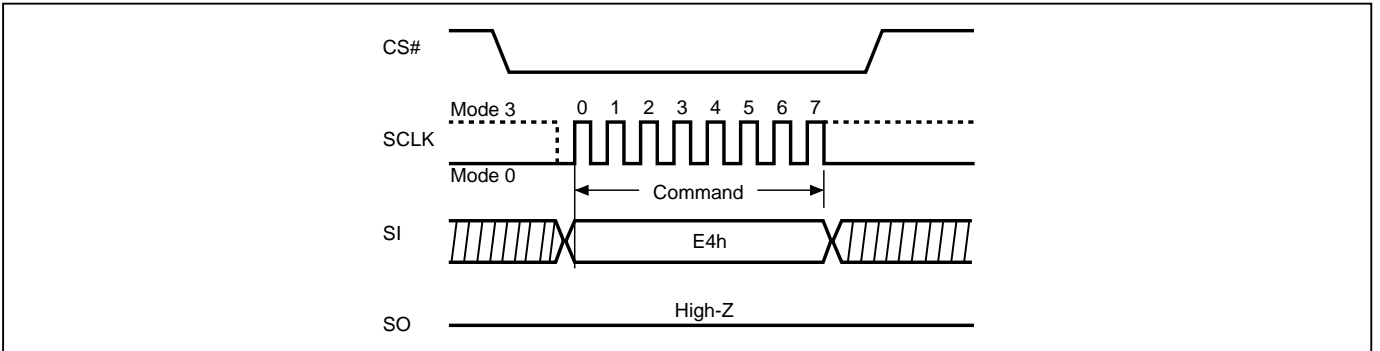 CS#
Mode 3
0 1 2 3 4 5 6 7
SCLK
Mode 0
Command
SI
E4h
High-Z
SO